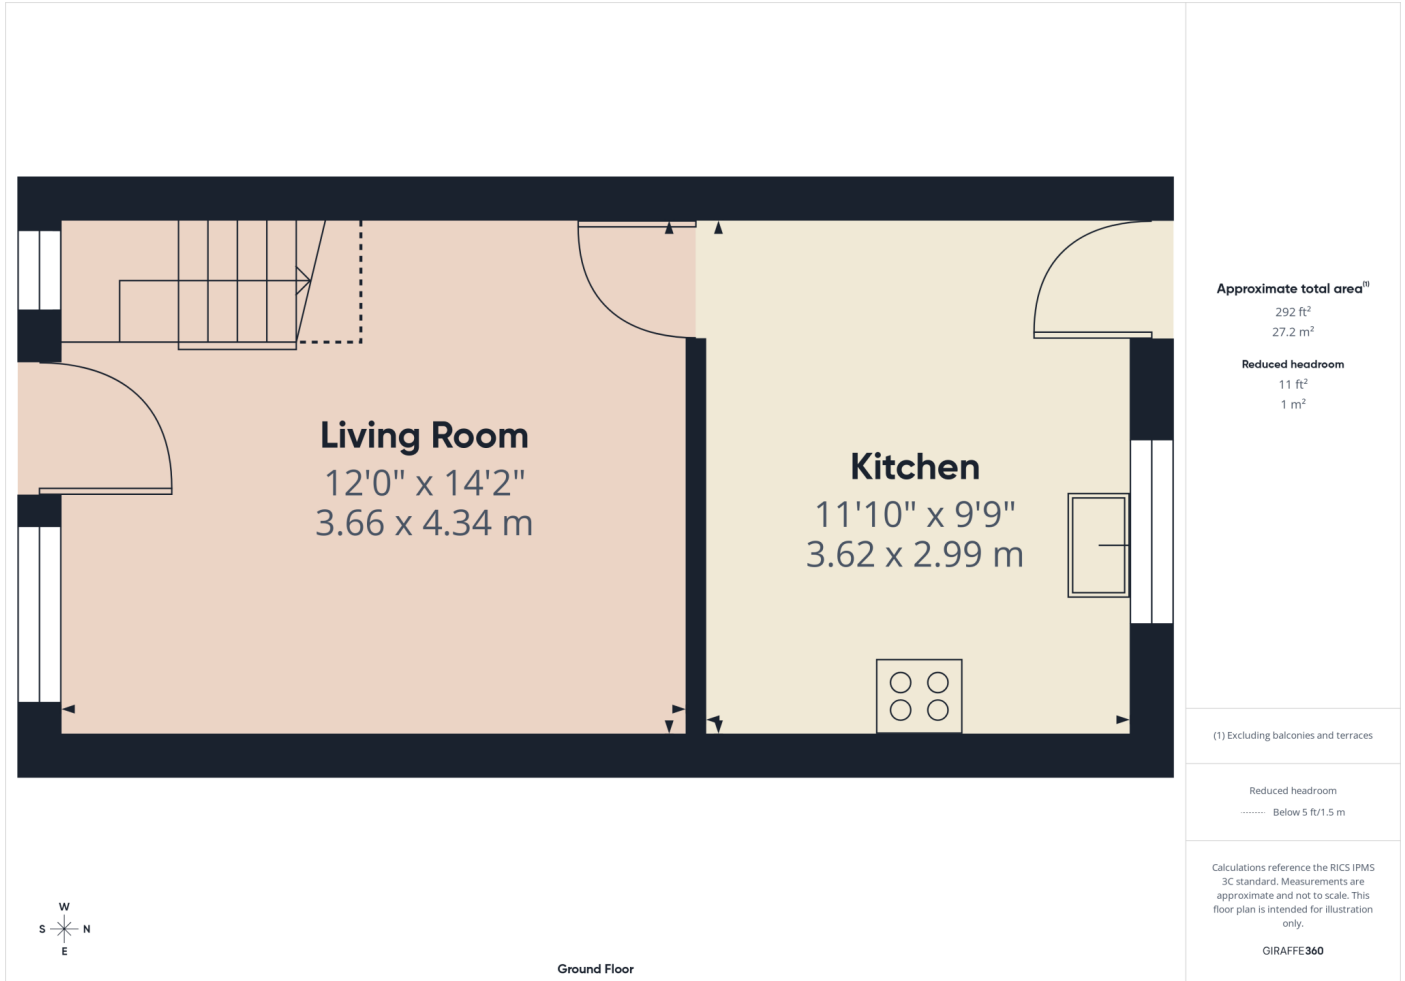 Living Room
12'0" x 14'2"
3.66 x 4.34 m
Kitchen
11'10" x 9'9"
3.62 x 2.99 m
W
S N
E
Ground Floor
Approximate total area(1)
292 ft²
27.2 m²
Reduced headroom
11 ft²
1 m²
(1) Excluding balconies and terraces
Reduced headroom
Below 5 ft/1.5 m
Calculations reference the RICS IPMS
3C standard. Measurements are
approximate and not to scale. This
floor plan is intended for illustration
only.
GIRAFFE360